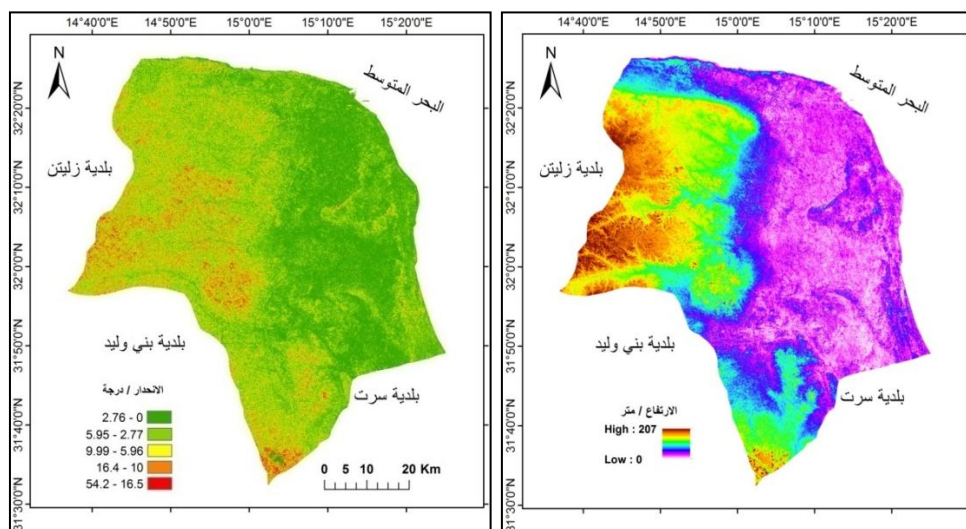 14°40'0"E 14°50'0"E 15°0'0"E 15°10'0"E 15°20'0"E
N
البحر المتوسط
بلدية زليتن
بلدية بني وليد
بلدية سرت
الانحدار / درجة
2.76 - 0
5.95 - 2.77
9.99 - 5.96
16.4 - 10
54.2 - 16.5
0 5 10 20 Km
32°20'0"N
32°10'0"N
32°0'0"N
31°50'0"N
31°40'0"N
31°30'0"N
14°40'0"E 14°50'0"E 15°0'0"E 15°10'0"E 15°20'0"E
N
البحر المتوسط
بلدية زليتن
بلدية بني وليد
بلدية سرت
الارتفاع / متر
High : 207
Low : 0
32°20'0"N
32°10'0"N
32°0'0"N
31°50'0"N
31°40'0"N
31°30'0"N